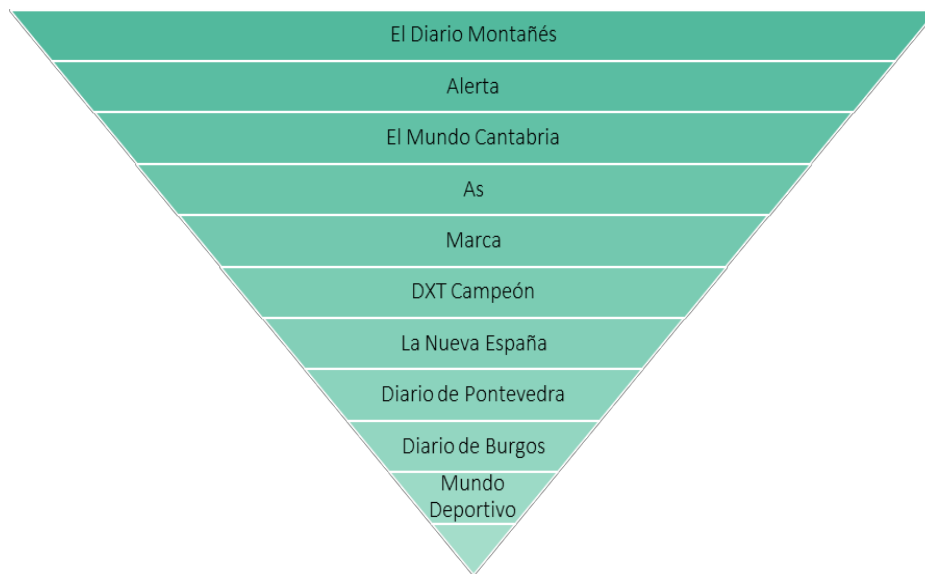 El Diario Montañés
Alerta
El Mundo Cantabria
As
Marca
DXT Campeón
La Nueva España
Diario de Pontevedra
Diario de Burgos
Mundo
Deportivo